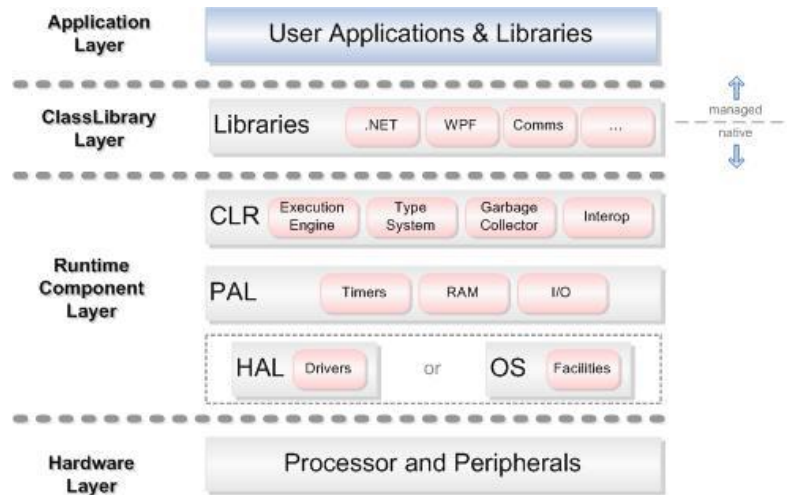 Application
Layer
User Applications & Libraries
ClassLibrary
Layer
Libraries
.NET
WPF
Comms
...
managed
native
Runtime
Component
Layer
CLR
Execution
Engine
Type
System
Garbage
Collector
Interop
PAL
Timers
RAM
I/O
HAL
Drivers
or
OS
Facilities
Hardware
Layer
Processor and Peripherals